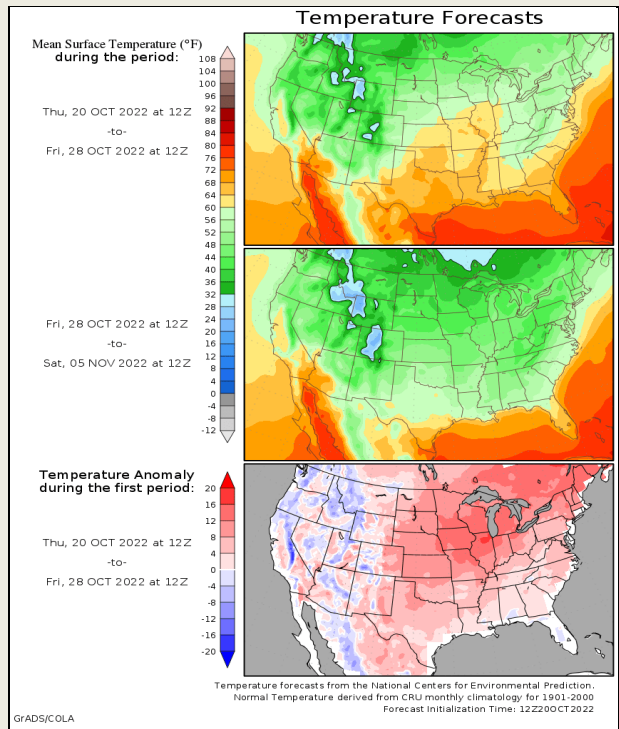 Temperature Forecasts
Mean Surface Temperature (°F)
during the period:
108
104
100
96
92
88
84
80
76
72
68
64
60
56
52
48
44
40
36
32
28
24
20
16
12
8
4
0
-4
-8
-12
Thu, 20 OCT 2022 at 12Z
-to-
Fri, 28 OCT 2022 at 12Z
Fri, 28 OCT 2022 at 12Z
-to-
Sat, 05 NOV 2022 at 12Z
Temperature Anomaly
during the first period:
20
16
12
8
4
0
-4
-8
-12
-16
-20
Thu, 20 OCT 2022 at 12Z
-to-
Fri, 28 OCT 2022 at 12Z
Temperature forecasts from the National Centers for Environmental Prediction.
Normal Temperature derived from CRU monthly climatology for 1901-2000
Forecast Initialization Time: 12Z20OCT2022
GrADS/COLA